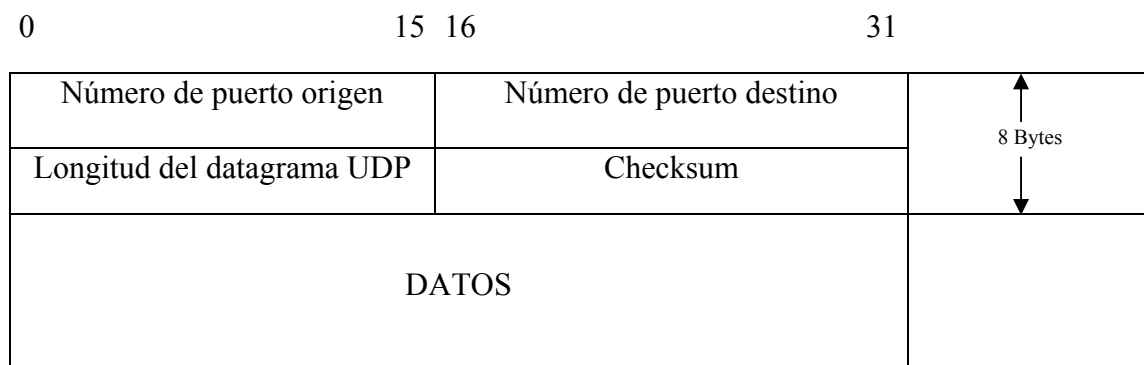 0 15 16 31
Número de puerto origen Número de puerto destino
8 Bytes
Longitud del datagrama UDP Checksum
DATOS